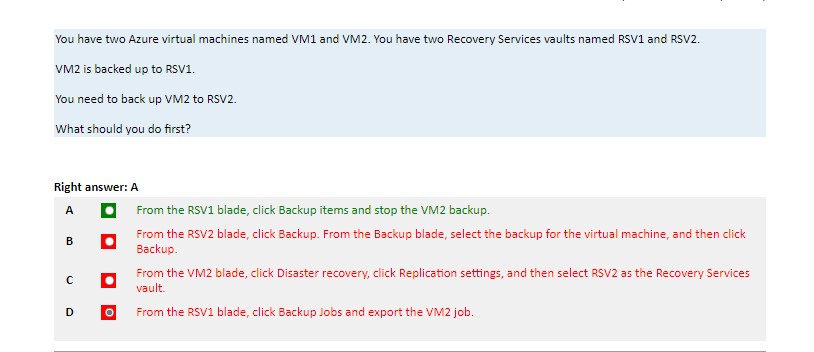 You have two Azure virtual machines named VM1 and VM2. You have two Recovery Services vaults named RSV1 and RSV2.
VM2 is backed up to RSV1.
You need to back up VM2 to RSV2.
What should you do first?
Right answer: A
A From the RSV1 blade, click Backup items and stop the VM2 backup.
B From the RSV2 blade, click Backup. From the Backup blade, select the backup for the virtual machine, and then click
Backup.
C From the VM2 blade, click Disaster recovery, click Replication settings, and then select RSV2 as the Recovery Services
vault.
D From the RSV1 blade, click Backup Jobs and export the VM2 job.